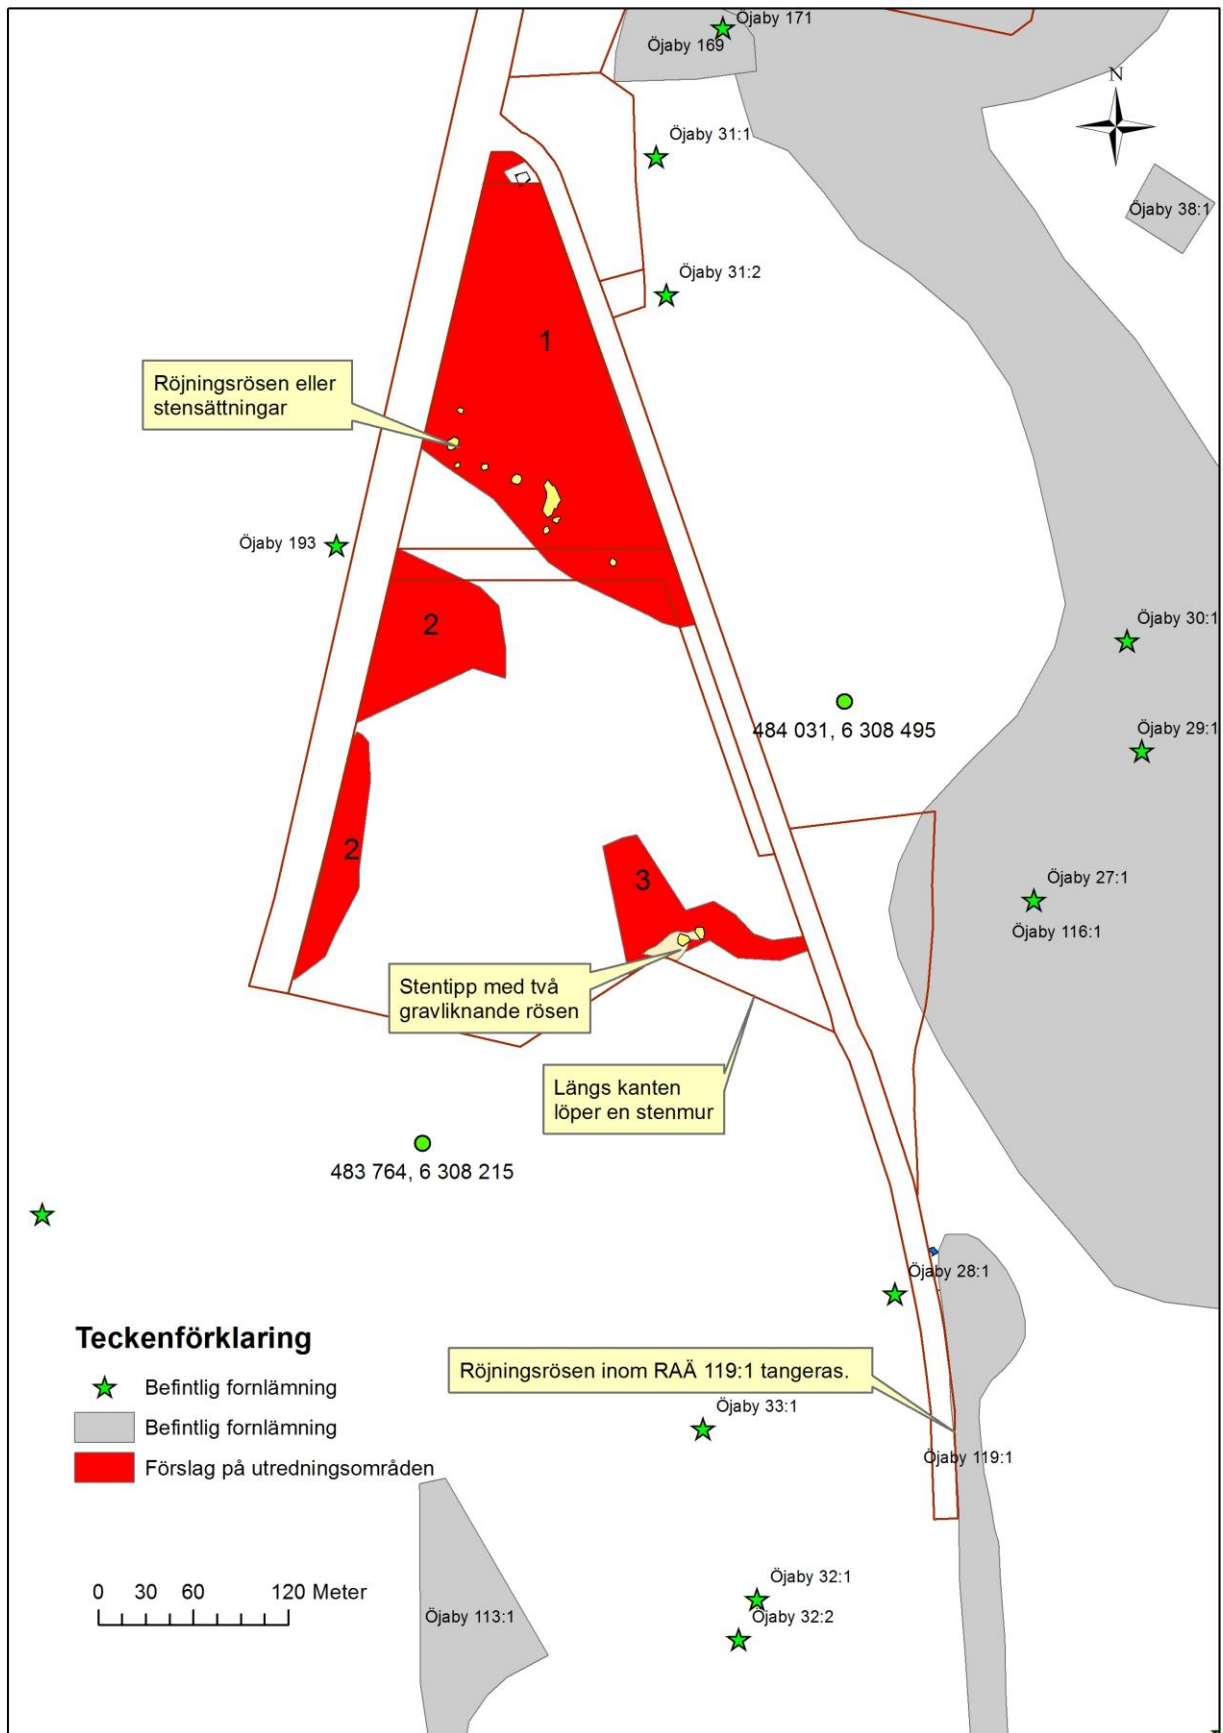 Öjaby 171
Öjaby 169
N
Öjaby 31:1
Öjaby 38:1
Öjaby 31:2
1
Röjningsrösen eller
stensättningar
Öjaby 193
2
Öjaby 30:1
484 031, 6 308 495
Öjaby 29:1
2
3
Öjaby 27:1
Öjaby 116:1
Stentipp med två
gravliknande rösen
Längs kanten
löper en stenmur
483 764, 6 308 215
Öjaby 28:1
Teckenförklaring
Befintlig fornlämning
Befintlig fornlämning
Förslag på utredningsområden
Röjningsrösen inom RAÄ 119:1 tangeras.
Öjaby 33:1
Öjaby 119:1
0 30 60 120 Meter
Öjaby 32:1
Öjaby 113:1
Öjaby 32:2